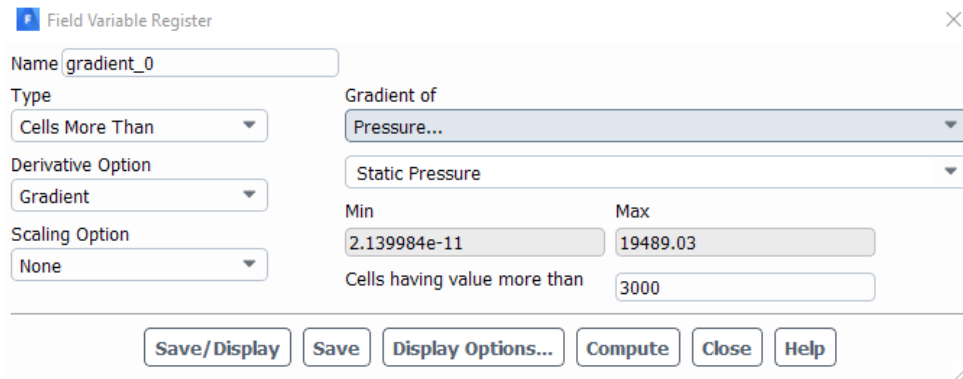 F Field Variable Register
Name gradient_0
Type
Gradient of
Cells More Than
Pressure...
Derivative Option
Static Pressure
Gradient
Min
Max
Scaling Option
2.139984e-11
19489.03
None
Cells having value more than
3000
Save/Display Save Display Options... Compute Close Help